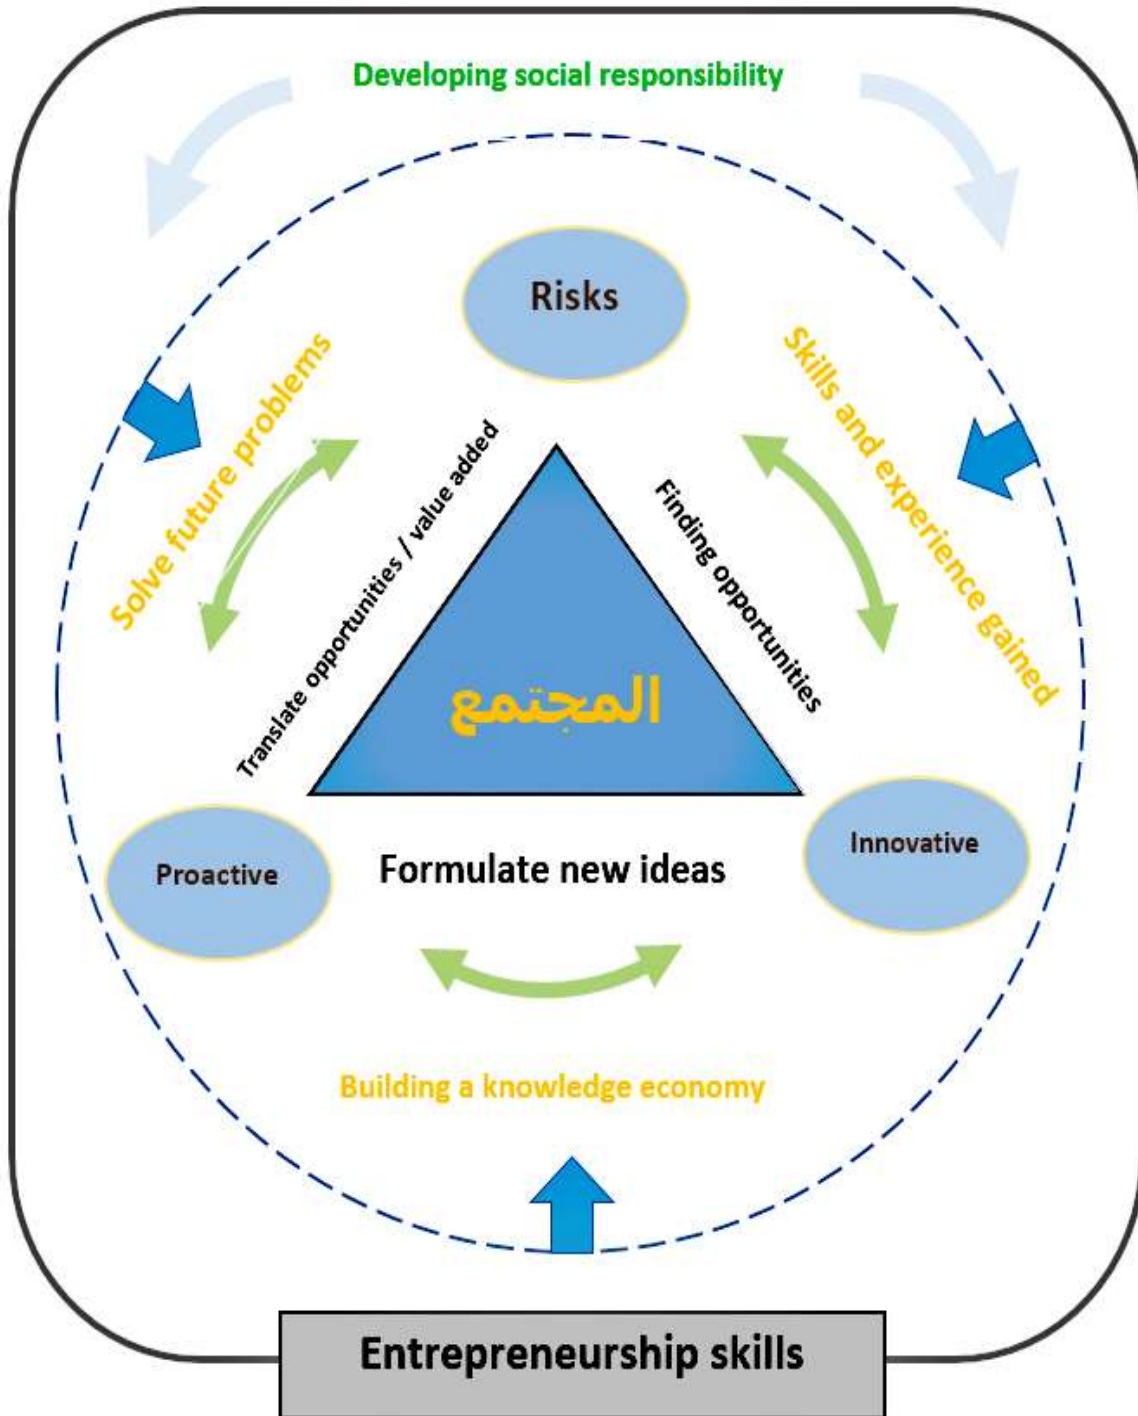 Developing social responsibility
Risks
Solve future problems
Skills and experience gained
Translate opportunities / value added
Finding opportunities
المجتمع
Proactive
Formulate new ideas
Innovative
Building a knowledge economy
Entrepreneurship skills